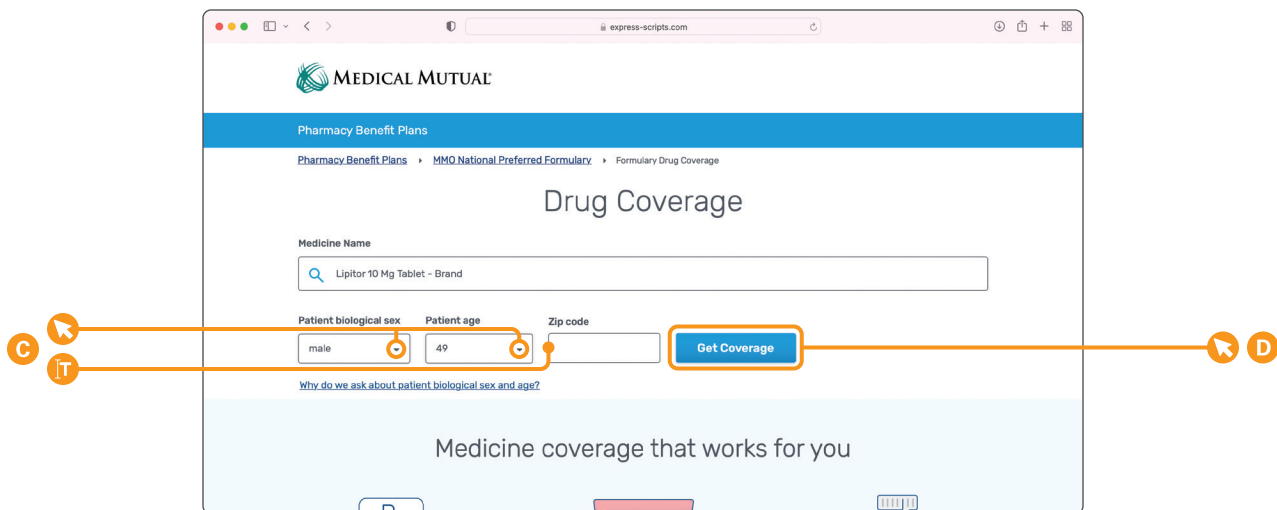 express-scripts.com
MEDICAL MUTUAL®
Pharmacy Benefit Plans
Pharmacy Benefit Plans › MMO National Preferred Formulary › Formulary Drug Coverage
Drug Coverage
Medicine Name
Lipitor 10 Mg Tablet - Brand
Patient biological sex Patient age Zip code
C
male 49 Get Coverage D
T
Why do we ask about patient biological sex and age?
Medicine coverage that works for you